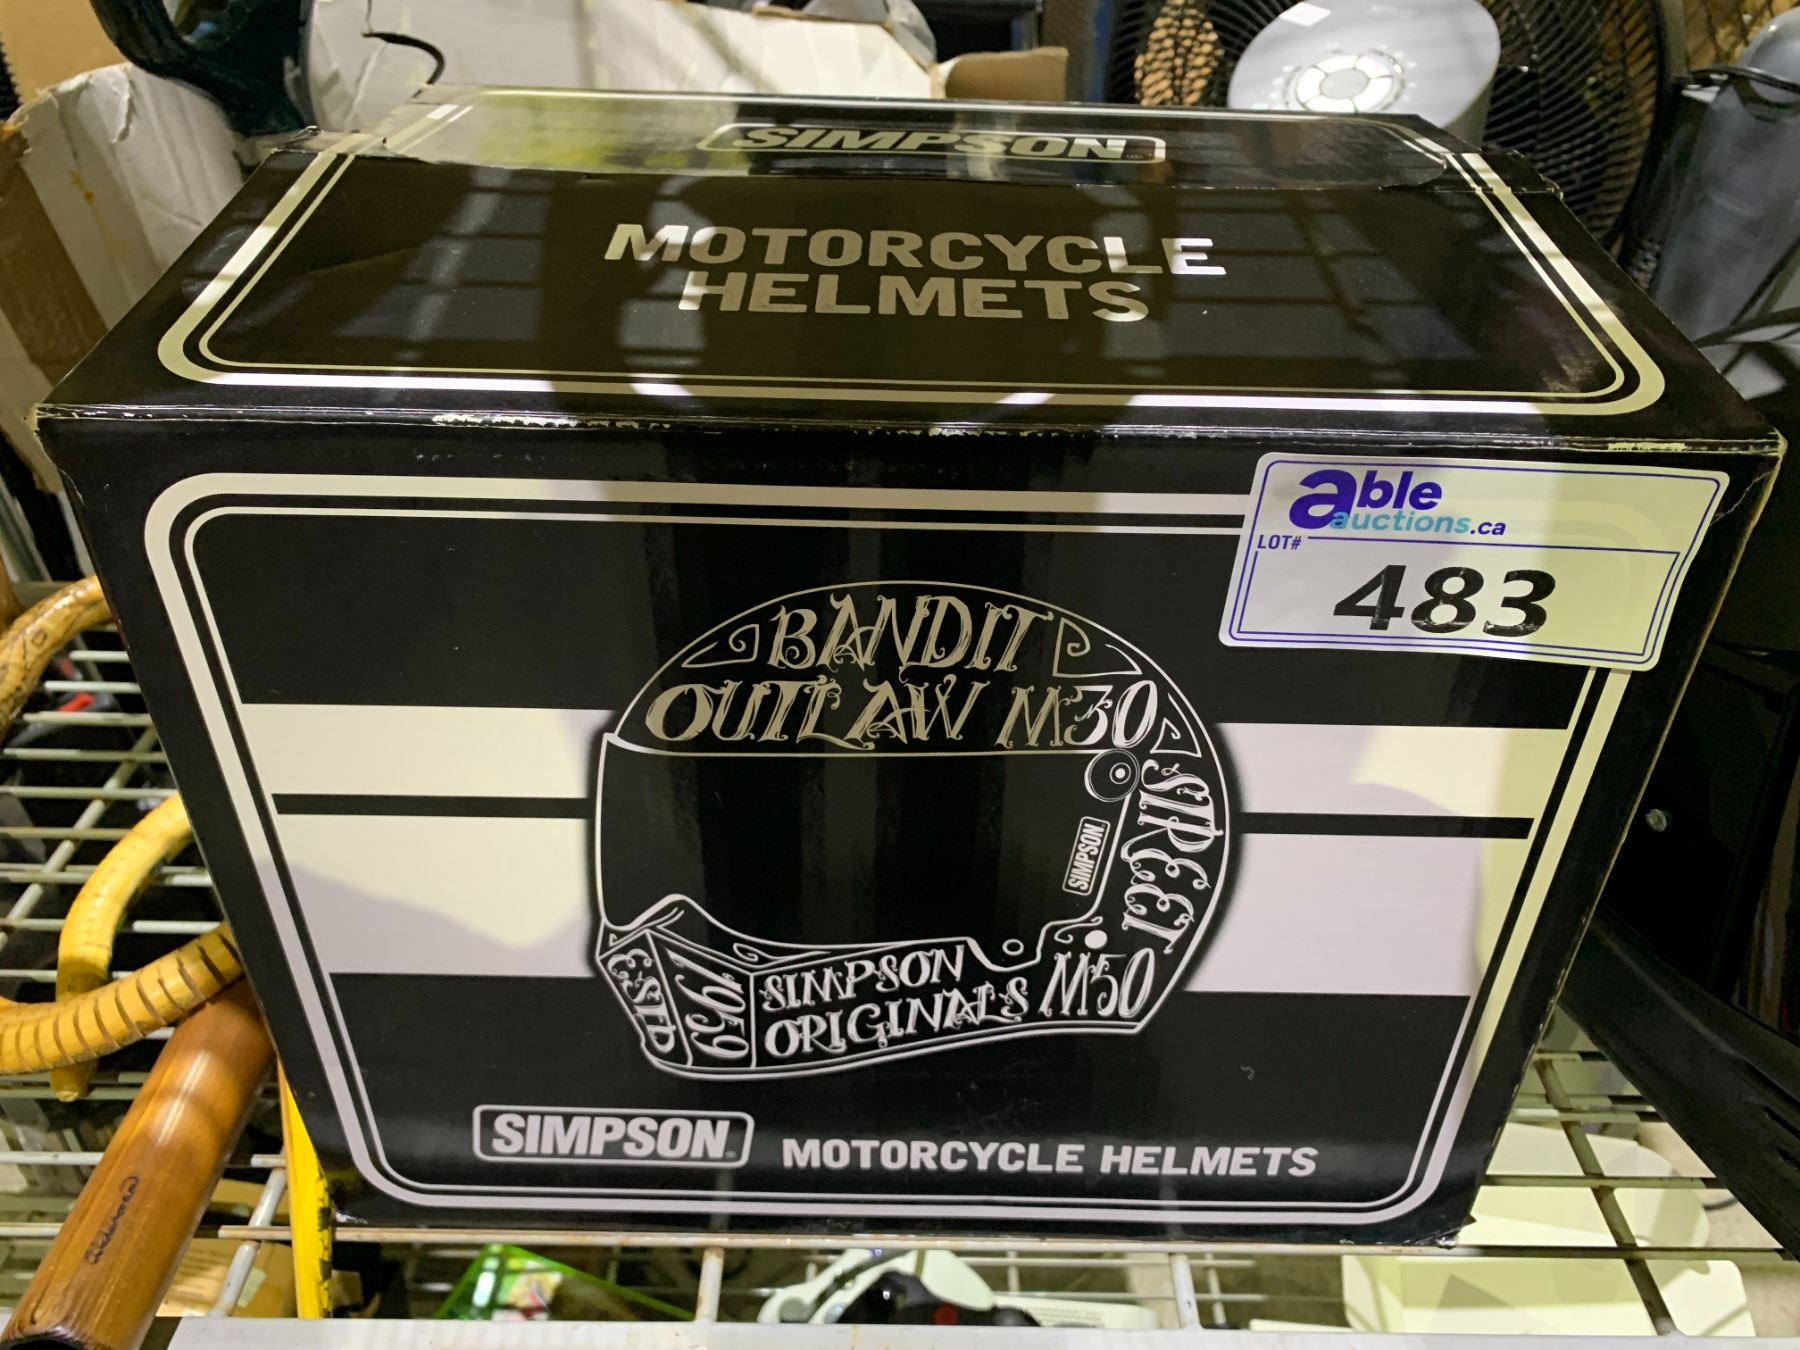 SIMPSON
MOTORCYCLE
HELMETS
able
auctions.ca
LOT#
483
BANDIT
OUTLAW M30
STREET
SIMPSON
M50
SIMPSON
ORIGINALS
1959
SIMPSON
MOTORCYCLE HELMETS